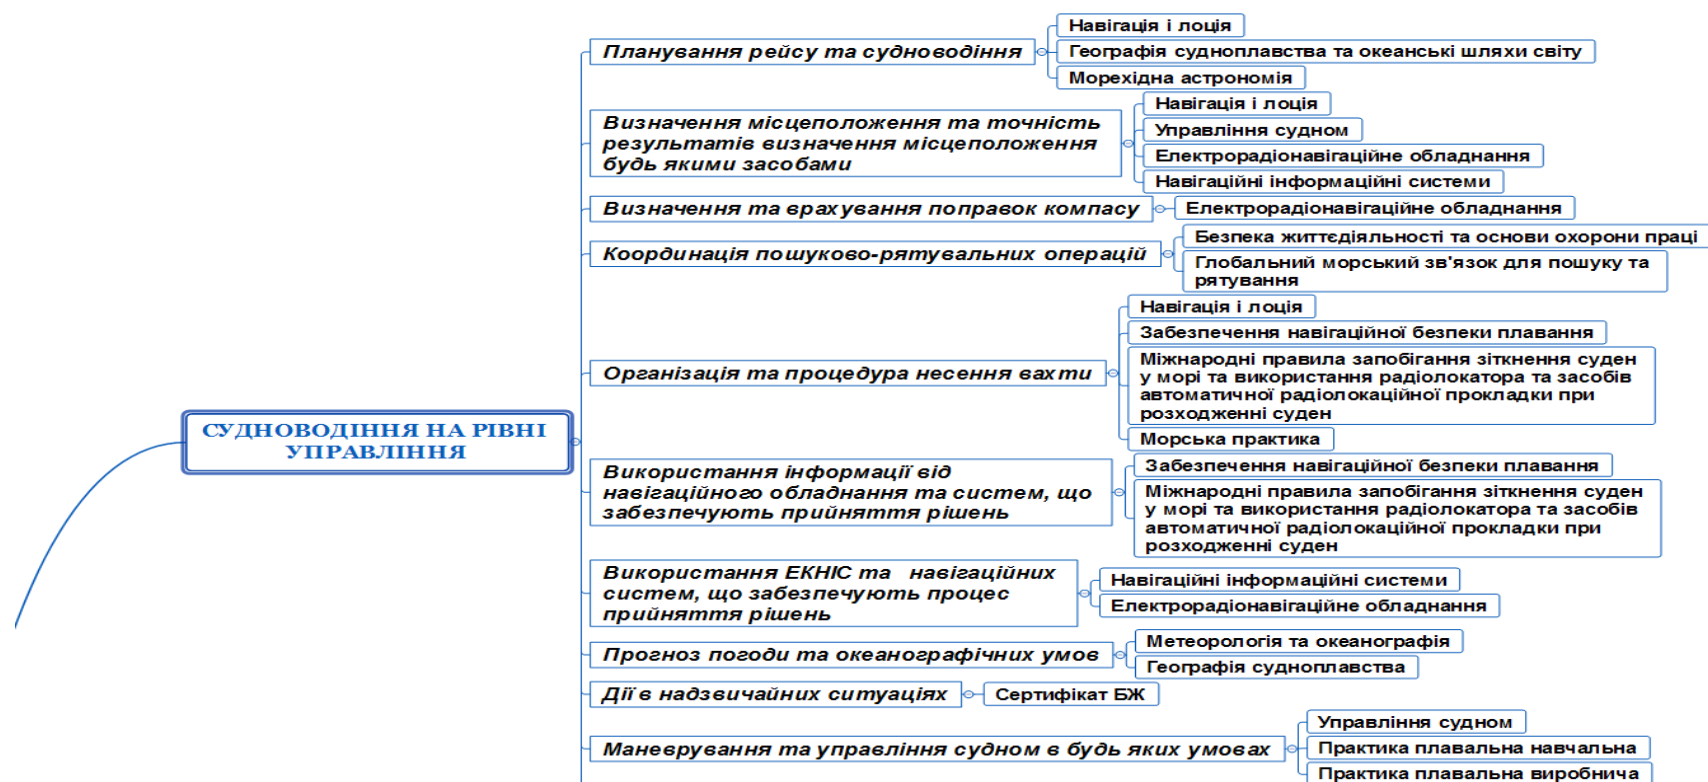 СУДНОВОДІННЯ НА РІВНІ
УПРАВЛІННЯ
Планування рейсу та судноводіння
Навігація і лоція
Географія судноплавства та океанські шляхи світу
Морехідна астрономія
Визначення місцеположення та точність
результатів визначення місцеположення
будь якими засобами
Навігація і лоція
Управління судном
Електрорадіонавігаційне обладнання
Навігаційні інформаційні системи
Визначення та врахування поправок компасу
Електрорадіонавігаційне обладнання
Координація пошуково-рятувальних операцій
Безпека життєдіяльності та основи охорони праці
Глобальний морський зв'язок для пошуку та
рятування
Організація та процедура несення вахти
Навігація і лоція
Забезпечення навігаційної безпеки плавання
Міжнародні правила запобігання зіткнення суден
у морі та використання радіолокатора та засобів
автоматичної радіолокаційної прокладки при
розходженні суден
Морська практика
Використання інформації від
навігаційного обладнання та систем, що
забезпечують прийняття рішень
Забезпечення навігаційної безпеки плавання
Міжнародні правила запобігання зіткнення суден
у морі та використання радіолокатора та засобів
автоматичної радіолокаційної прокладки при
розходженні суден
Використання ЕКНІС та навігаційних
систем, що забезпечують процес
прийняття рішень
Навігаційні інформаційні системи
Електрорадіонавігаційне обладнання
Прогноз погоди та океанографічних умов
Метеорологія та океанографія
Географія судноплавства
Дії в надзвичайних ситуаціях
Сертифікат БЖ
Маневрування та управління судном в будь яких умовах
Управління судном
Практика плавальна навчальна
Практика плавальна виробнича